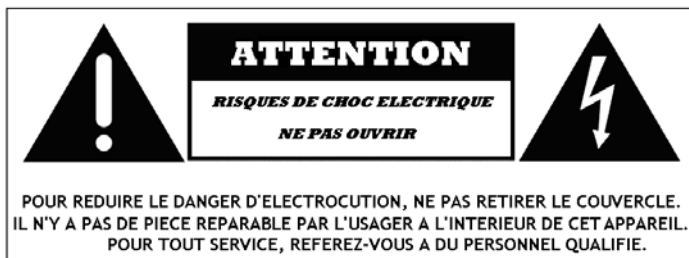 ATTENTION
RISQUES DE CHOC ELECTRIQUE
NE PAS OUVRIR
POUR REDUIRE LE DANGER D'ELECTROCUTION, NE PAS RETIRER LE COUVERCLE.
IL N'Y A PAS DE PIECE REPARABLE PAR L'USAGER A L'INTERIEUR DE CET APPAREIL.
POUR TOUT SERVICE, REFEREZ-VOUS A DU PERSONNEL QUALIFIE.